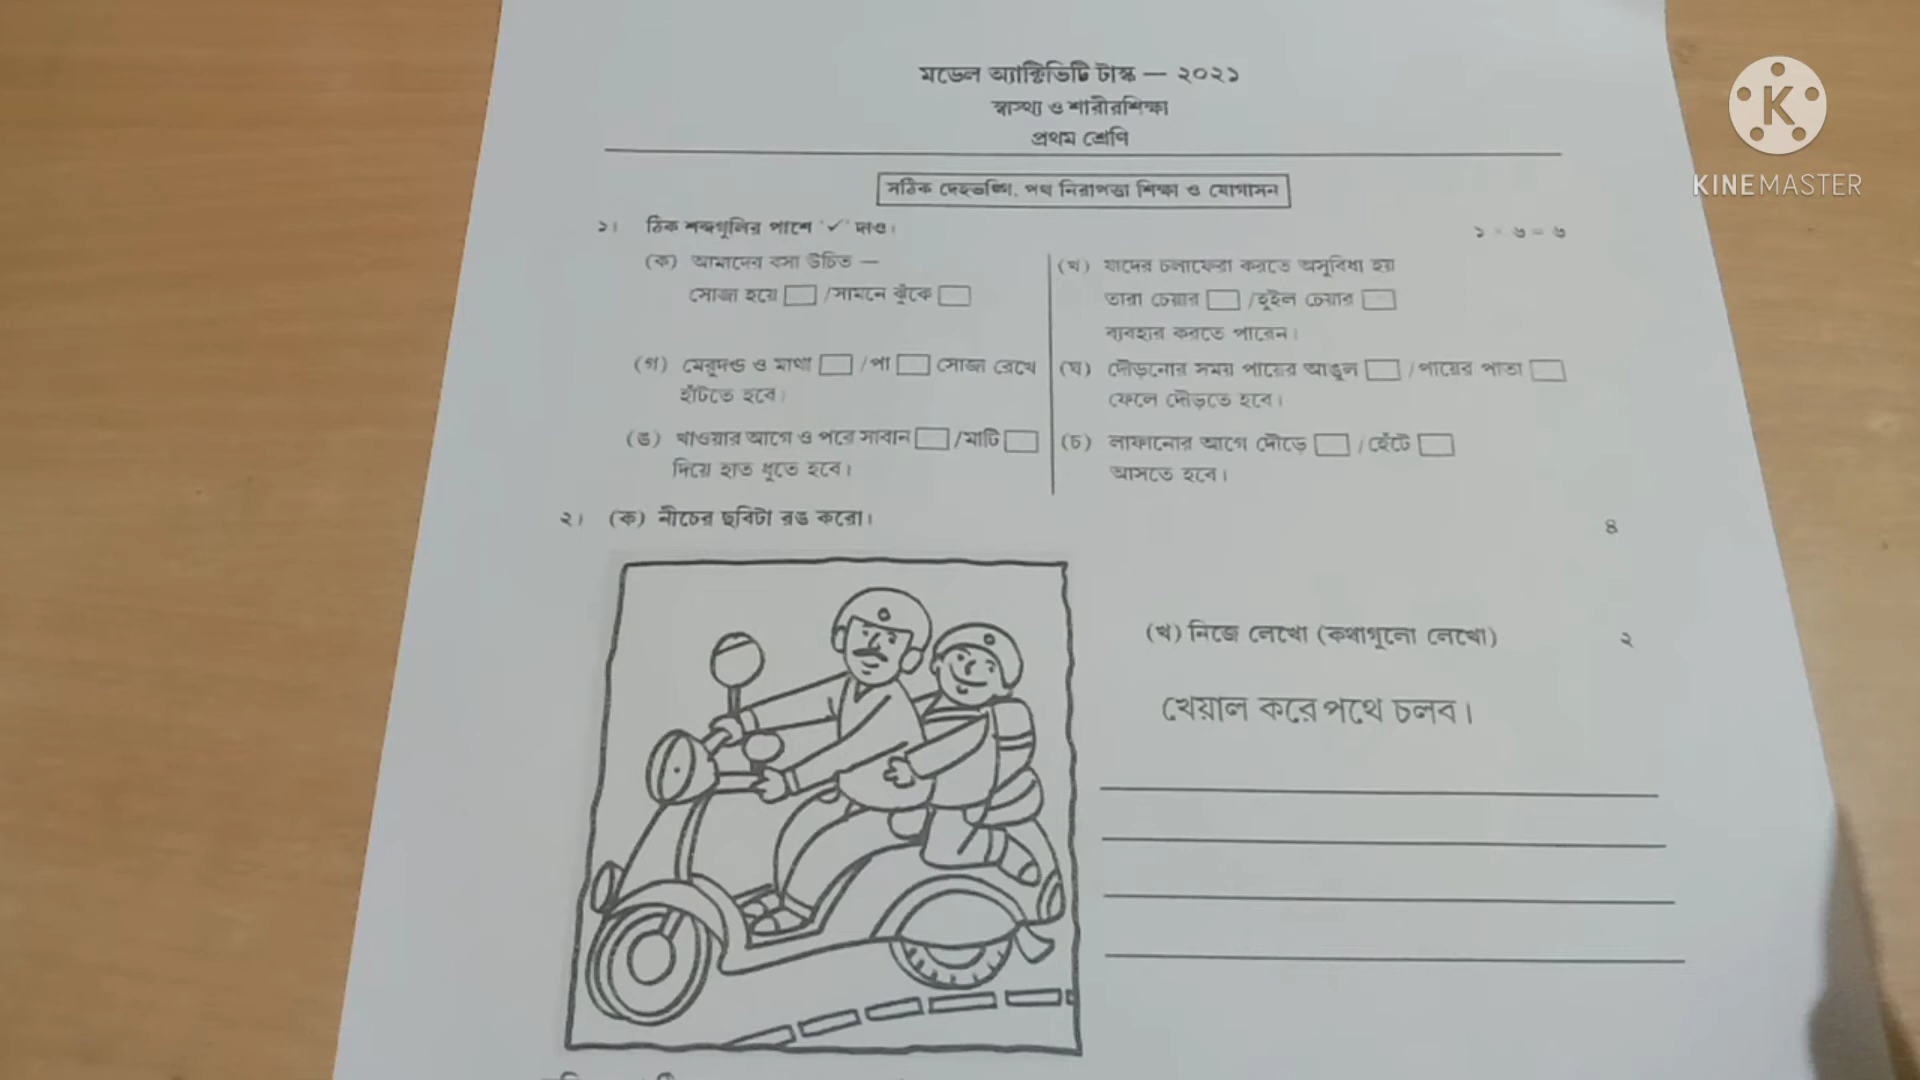 মডেল অ্যাক্টিভিটি টাস্ক — ২০২১
স্বাস্থ্য ও শারীরশিক্ষা
প্রথম শ্রেণি
KINEMASTER
সঠিক দেহভঙ্গি, পথ নিরাপত্তা শিক্ষা ও যোগাসন
১। ঠিক শব্দগুলির পাশে '✓' দাও। ১ × ৬ = ৬
(ক) আমাদের বসা উচিত —
সোজা হয়ে □ /সামনে ঝুঁকে □
(খ) যাদের চলাফেরা করতে অসুবিধা হয়
তারা চেয়ার □ /হুইল চেয়ার □
ব্যবহার করতে পারেন।
(গ) মেরুদণ্ড ও মাথা □ /পা □ সোজা রেখে
হাঁটতে হবে।
(ঘ) দৌড়নোর সময় পায়ের আঙুল □ /পায়ের পাতা □
ফেলে দৌড়তে হবে।
(ঙ) খাওয়ার আগে ও পরে সাবান □ /মাটি □
দিয়ে হাত ধুতে হবে।
(চ) লাফানোর আগে দৌড়ে □ / হেঁটে □
আসতে হবে।
২। (ক) নীচের ছবিটা রঙ করো। ৪
(খ) নিজে লেখো (কথাগুলো লেখো) ২
খেয়াল করে পথে চলব।